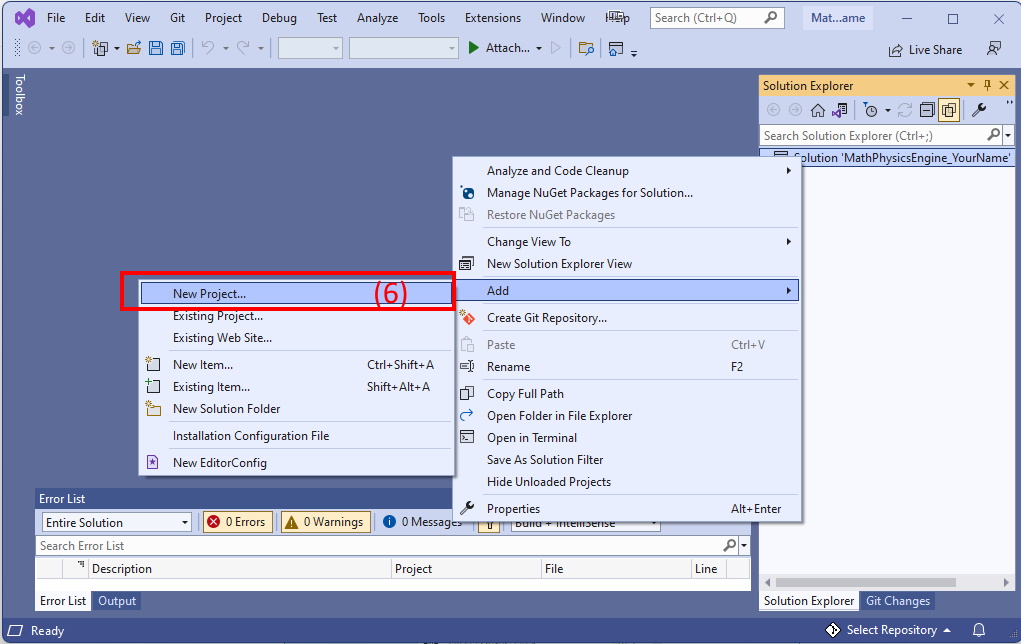 File Edit View Git Project Debug Test Analyze Tools Extensions Window Help Search (Ctrl+Q) Mat...ame
Attach... Live Share
Toolbox
Solution Explorer
Search Solution Explorer (Ctrl+;)
Solution 'MathPhysicsEngine_YourName'
Analyze and Code Cleanup
Manage NuGet Packages for Solution...
Restore NuGet Packages
Change View To
New Solution Explorer View
Add
Create Git Repository...
Paste Ctrl+V
Rename F2
Copy Full Path
Open Folder in File Explorer
Open in Terminal
Save As Solution Filter
Hide Unloaded Projects
Properties Alt+Enter
New Project... (6)
Existing Project...
Existing Web Site...
New Item... Ctrl+Shift+A
Existing Item... Shift+Alt+A
New Solution Folder
Installation Configuration File
New EditorConfig
Error List
Entire Solution 0 Errors 0 Warnings 0 Messages Build + IntelliSense
Search Error List
Description Project File Line
Error List Output
Solution Explorer Git Changes
Ready Select Repository